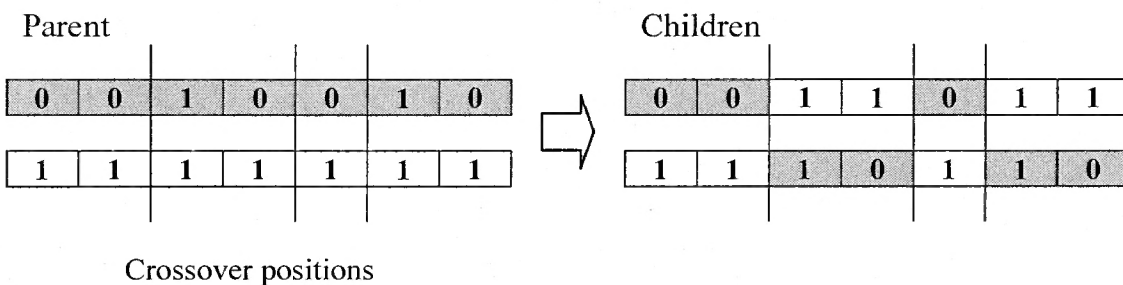 Parent Children
0 0 1 0 0 1 0 0 0 1 1 0 1 1
1 1 1 1 1 1 1 1 1 1 0 1 1 0
Crossover positions